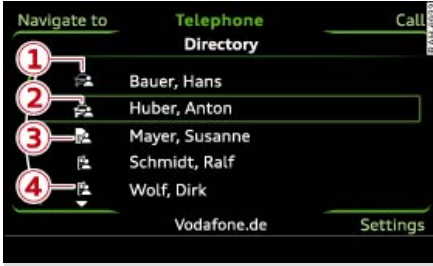 Navigate to Telephone Call
Directory
1
Bauer, Hans
2
Huber, Anton
3
Mayer, Susanne
Schmidt, Ralf
4
Wolf, Dirk
Vodafone.de Settings